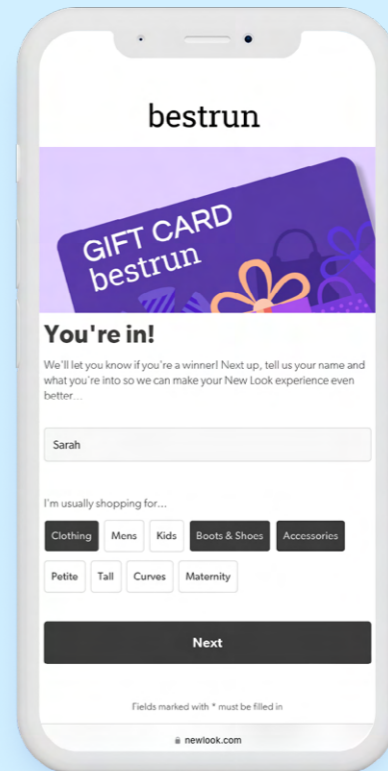 bestrun
GIFT CARD
bestrun
You're in!
We'll let you know if you're a winner! Next up, tell us your name and
what you're into so we can make your New Look experience even
better...
Sarah
I'm usually shopping for...
Clothing Mens Kids Boots & Shoes Accessories
Petite Tall Curves Maternity
Next
Fields marked with * must be filled in
newlook.com